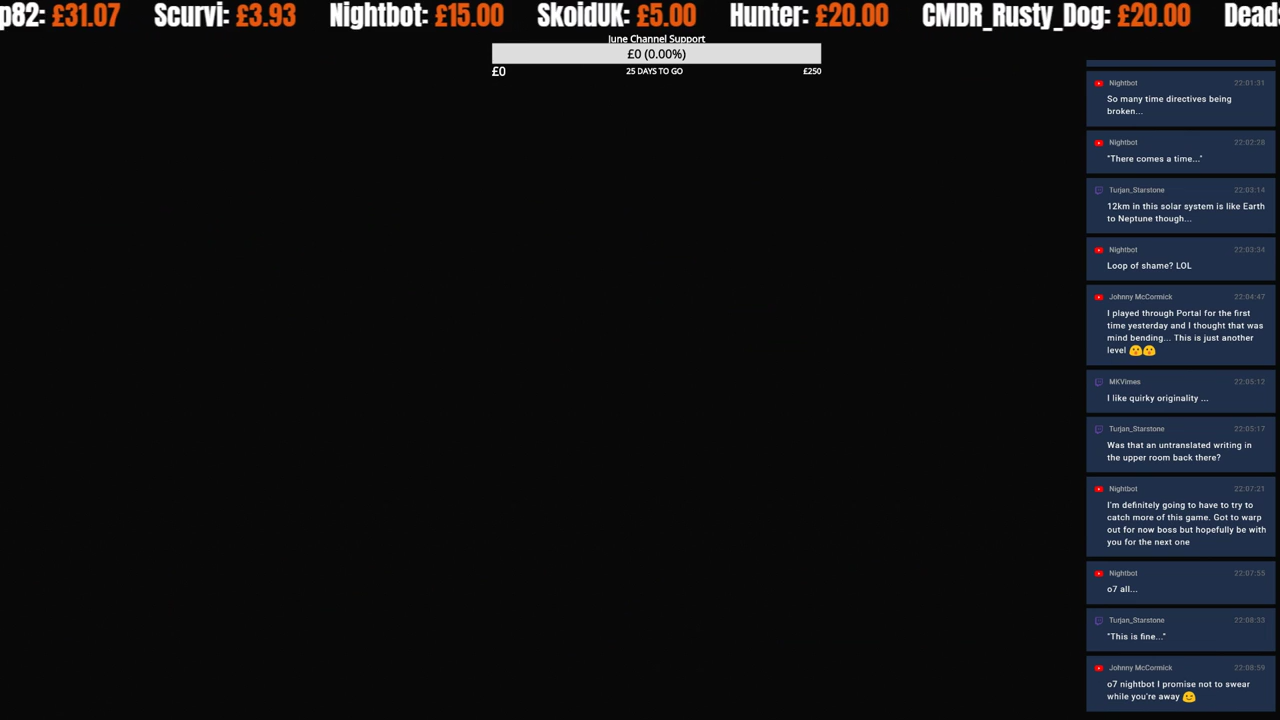 p82: £31.07 Scurvi: £3.93 Nightbot: £15.00 SkoidUK: £5.00 Hunter: £20.00 CMDR_Rusty_Dog: £20.00 Dead
June Channel Support
£0 (0.00%)
£0 25 DAYS TO GO £250
Nightbot 22:01:31
So many time directives being
broken...
Nightbot 22:02:28
"There comes a time..."
Turjan_Starstone 22:03:14
12km in this solar system is like Earth
to Neptune though...
Nightbot 22:03:34
Loop of shame? LOL
Johnny McCormick 22:04:47
I played through Portal for the first
time yesterday and I thought that was
mind bending... This is just another
level 😲😲
MKVimes 22:05:12
I like quirky originality ...
Turjan_Starstone 22:05:17
Was that an untranslated writing in
the upper room back there?
Nightbot 22:07:21
I'm definitely going to have to try to
catch more of this game. Got to warp
out for now boss but hopefully be with
you for the next one
Nightbot 22:07:55
o7 all...
Turjan_Starstone 22:08:33
"This is fine..."
Johnny McCormick 22:08:59
o7 nightbot I promise not to swear
while you're away 😊